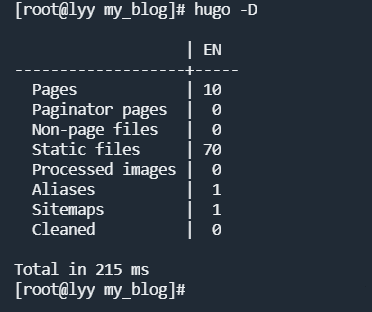 [root@lyy my_blog]# hugo -D
                   | EN
-------------------+-----
  Pages            | 10
  Paginator pages  |  0
  Non-page files   |  0
  Static files     | 70
  Processed images |  0
  Aliases          |  1
  Sitemaps         |  1
  Cleaned          |  0
Total in 215 ms
[root@lyy my_blog]#